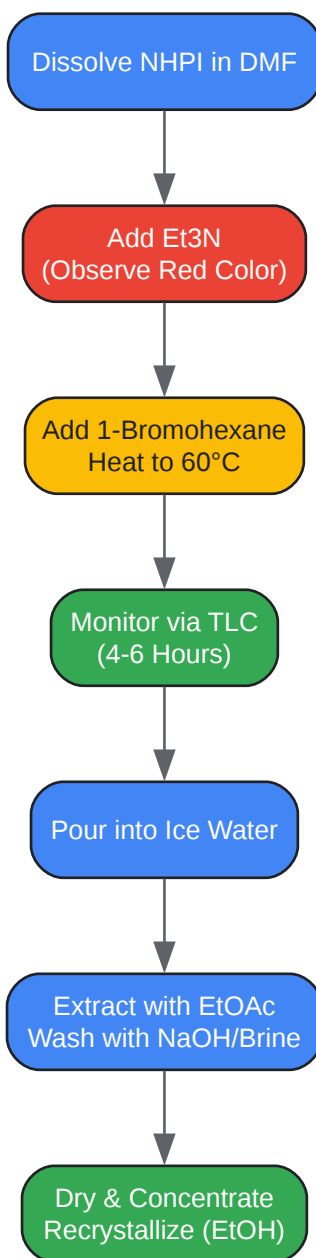 Dissolve NHPI in DMF
Add Et3N
(Observe Red Color)
Add 1-Bromohexane
Heat to 60°C
Monitor via TLC
(4-6 Hours)
Pour into Ice Water
Extract with EtOAc
Wash with NaOH/Brine
Dry & Concentrate
Recrystallize (EtOH)